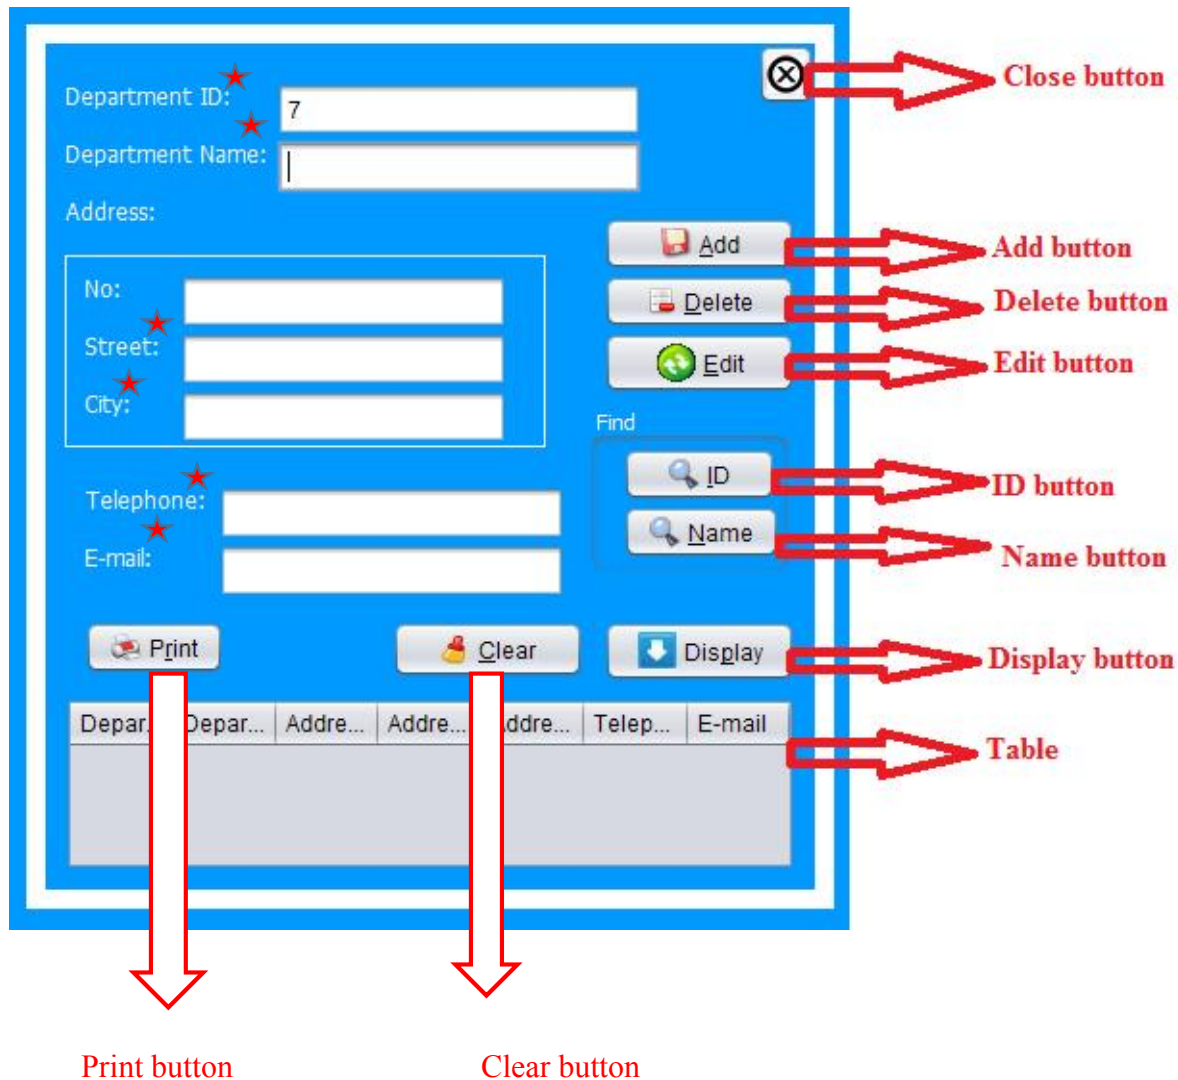 Department ID:
7
Close button
Department Name:
Address:
Add
Add button
No:
Delete
Delete button
Street:
Edit
Edit button
City:
Find
ID
ID button
Telephone:
Name
Name button
E-mail:
Print
Clear
Display
Display button
Depar... Depar... Addre... Addre... Addre... Telep... E-mail
Table
Print button
Clear button